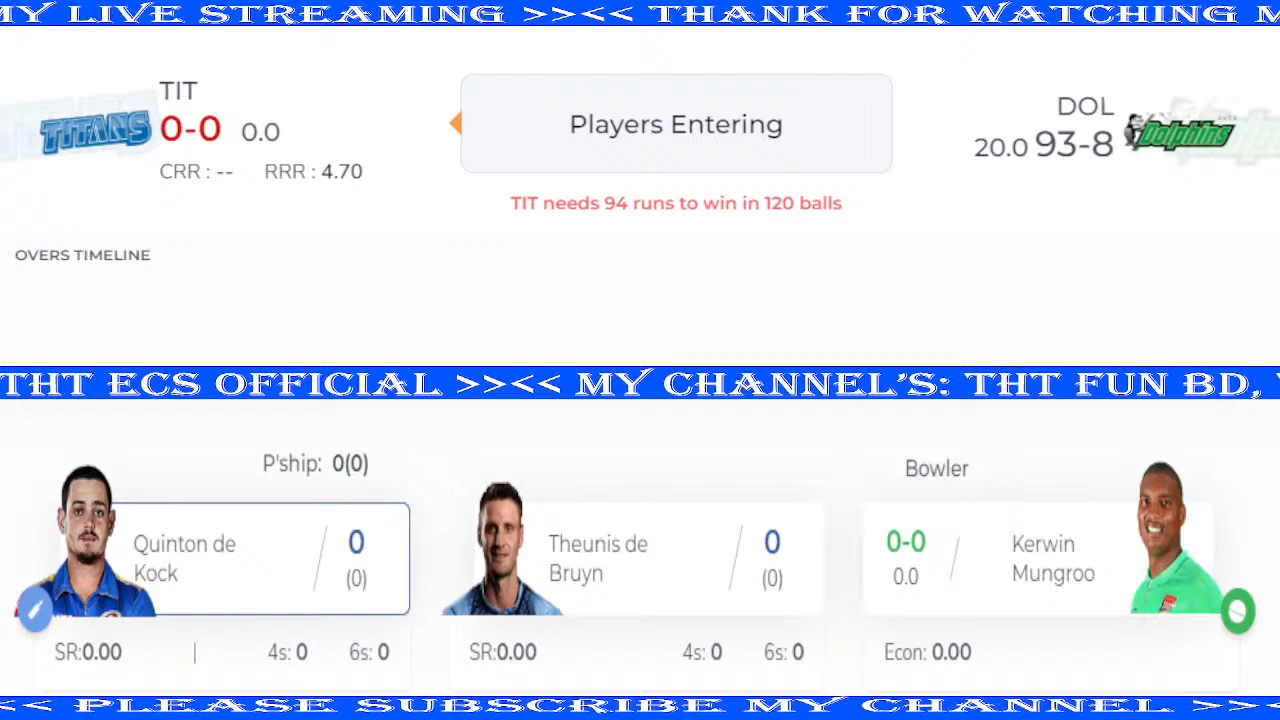 MY LIVE STREAMING >><< THANK FOR WATCHING M
TIT
0-0 0.0
CRR : -- RRR : 4.70
TITANS
Players Entering
TIT needs 94 runs to win in 120 balls
DOL
20.0 93-8
Dolphins
OVERS TIMELINE
THT ECS OFFICIAL >><< MY CHANNEL'S: THT FUN BD,
P'ship: 0(0)
Quinton de
Kock
0
(0)
SR:0.00 | 4s: 0 6s: 0
Theunis de
Bruyn
0
(0)
SR:0.00 4s: 0 6s: 0
Bowler
0-0
0.0
Kerwin
Mungroo
Econ: 0.00
<< PLEASE SUBSCRIBE MY CHANNEL >><